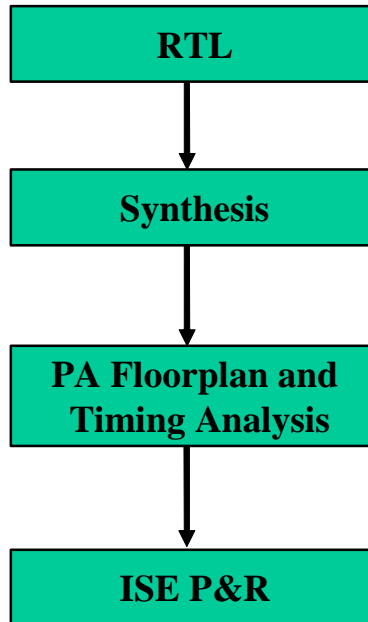 RTL
Synthesis
PA Floorplan and
Timing Analysis
ISE P&R